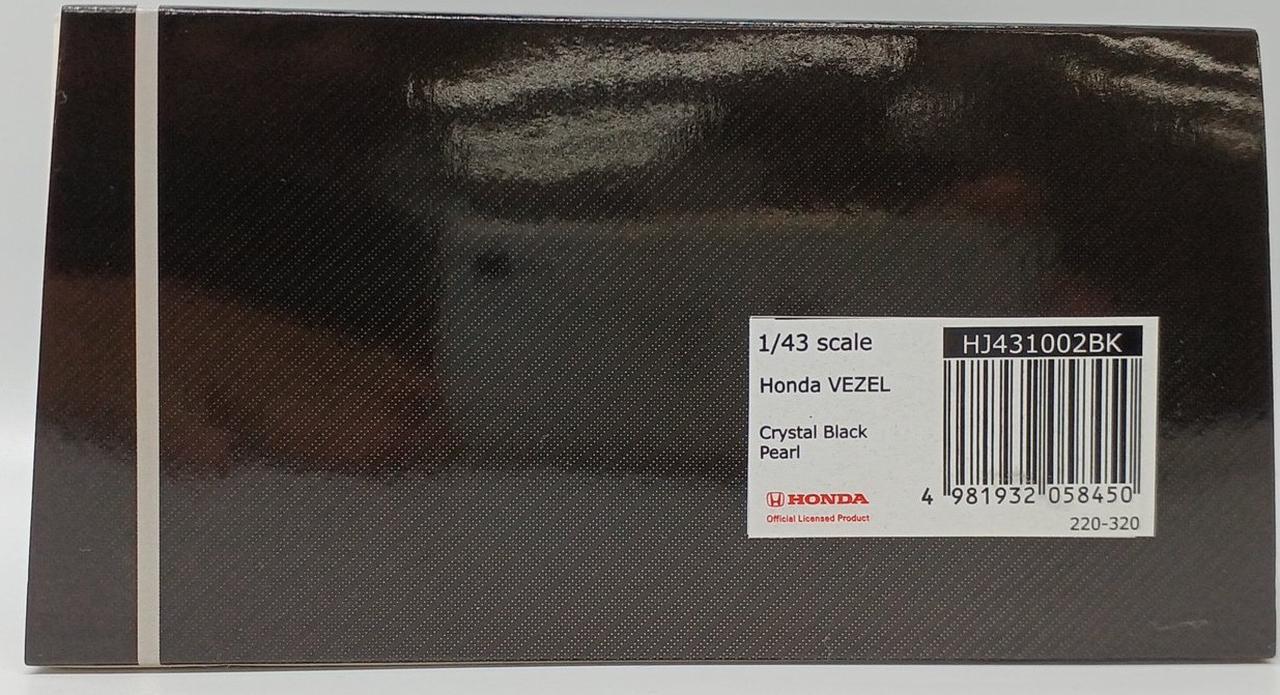 1/43 scale
HJ431002BK
Honda VEZEL
Crystal Black
Pearl
HONDA
Official Licensed Product
4 981932 058450
220-320